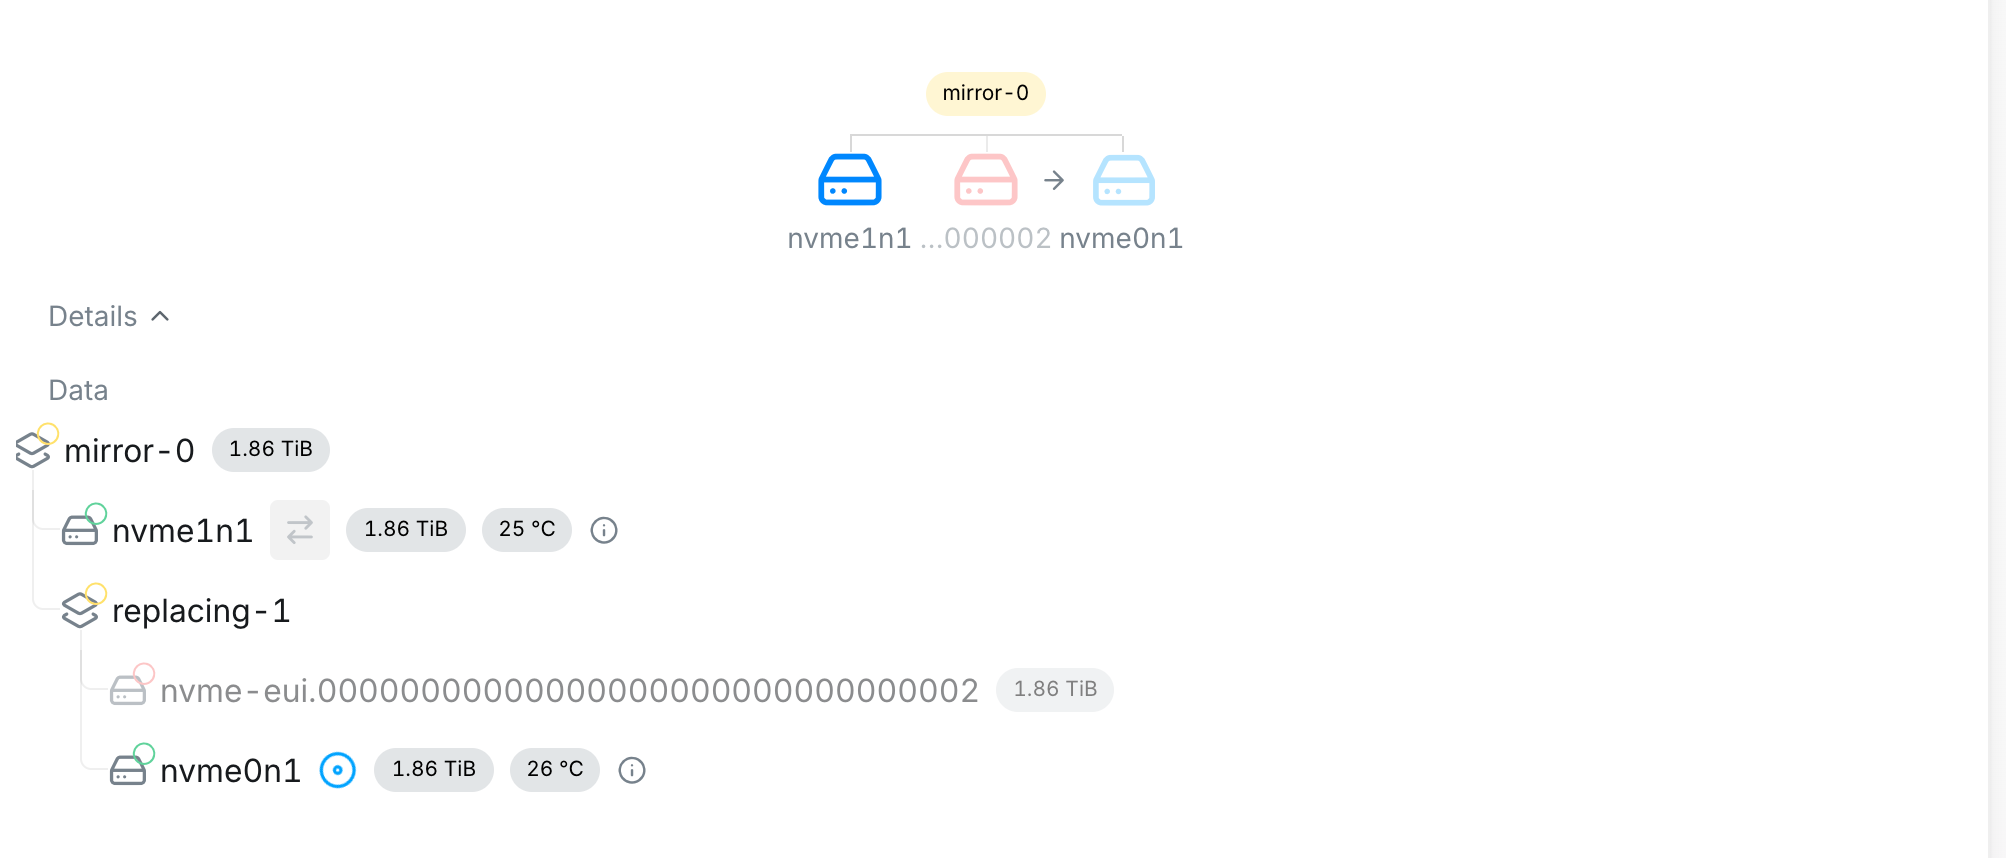 mirror-0
nvme1n1 ...000002 nvme0n1
Details
Data
mirror-0 1.86 TiB
nvme1n1 1.86 TiB 25 °C
replacing-1
nvme-eui.00000000000000000000000000000002 1.86 TiB
nvme0n1 1.86 TiB 26 °C